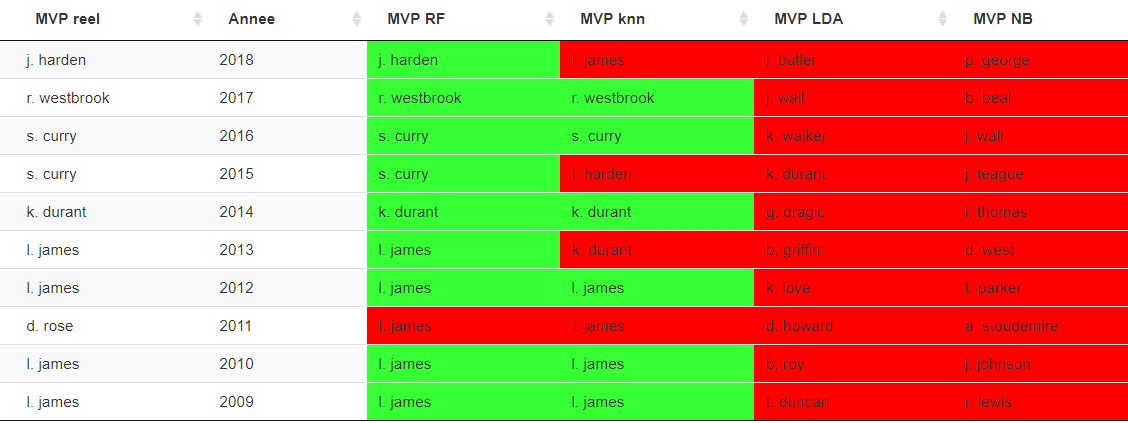 MVP reel Annee MVP RF MVP knn MVP LDA MVP NB
j. harden 2018 j. harden l. james j. butler p. george
r. westbrook 2017 r. westbrook r. westbrook j. wall b. beal
s. curry 2016 s. curry s. curry k. walker j. wall
s. curry 2015 s. curry j. harden k. durant j. teague
k. durant 2014 k. durant k. durant g. dragic i. thomas
l. james 2013 l. james k. durant b. griffin d. west
l. james 2012 l. james l. james k. love t. parker
d. rose 2011 l. james l. james d. howard a. stoudemire
l. james 2010 l. james l. james b. roy j. johnson
l. james 2009 l. james l. james t. duncan r. lewis